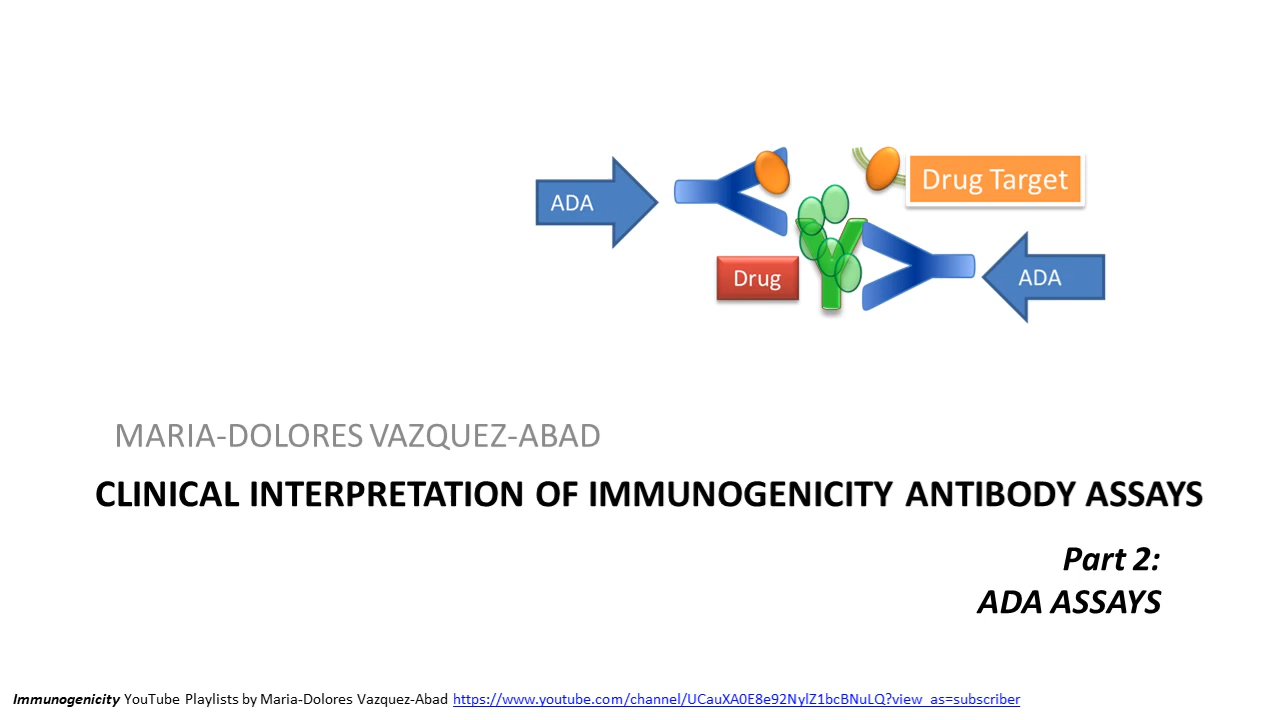 ADA
Drug Target
Drug
ADA
MARIA-DOLORES VAZQUEZ-ABAD
CLINICAL INTERPRETATION OF IMMUNOGENICITY ANTIBODY ASSAYS
Part 2:
ADA ASSAYS
Immunogenicity YouTube Playlists by Maria-Dolores Vazquez-Abad https://www.youtube.com/channel/UCauXA0E8e92NylZ1bcBNuLQ?view_as=subscriber